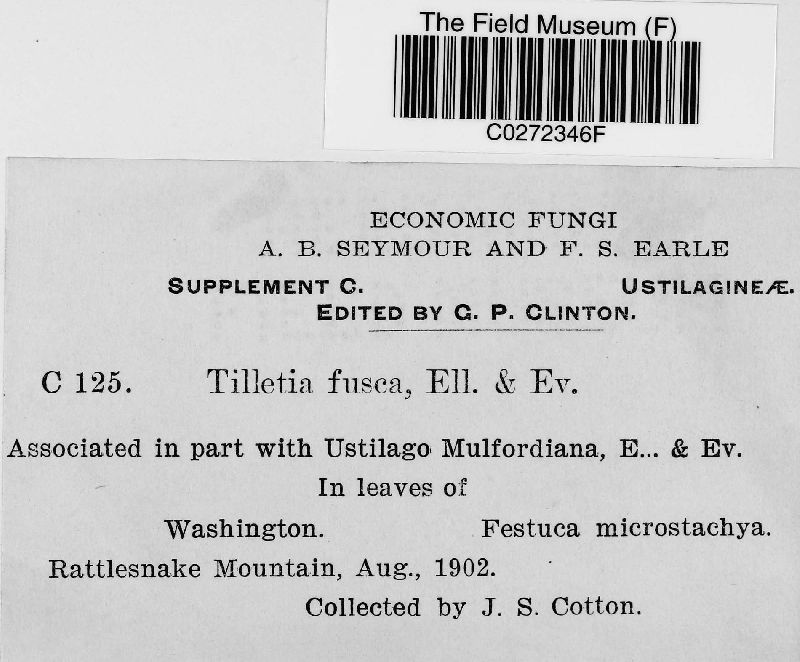 The Field Museum (F)
C0272346F
ECONOMIC FUNGI
A. B. SEYMOUR AND F. S. EARLE
SUPPLEMENT C. USTILAGINEÆ.
EDITED BY G. P. CLINTON.
C 125. Tilletia fusca, Ell. & Ev.
Associated in part with Ustilago Mulfordiana, E... & Ev.
In leaves of
Washington. Festuca microstachya.
Rattlesnake Mountain, Aug., 1902.
Collected by J. S. Cotton.